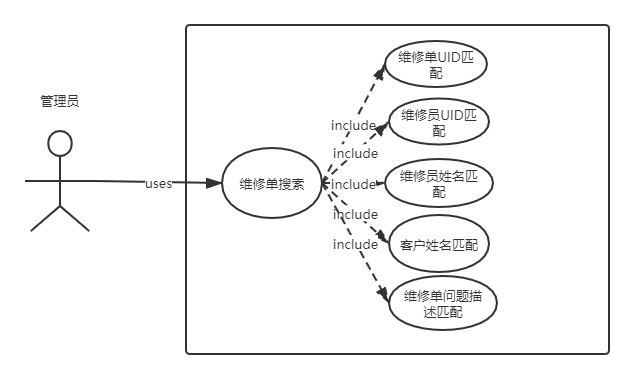 管理员
uses
维修单搜索
include
include
include
include
include
维修单UID匹
配
维修员UID匹
配
维修员姓名匹
配
客户姓名匹配
维修单问题描
述匹配